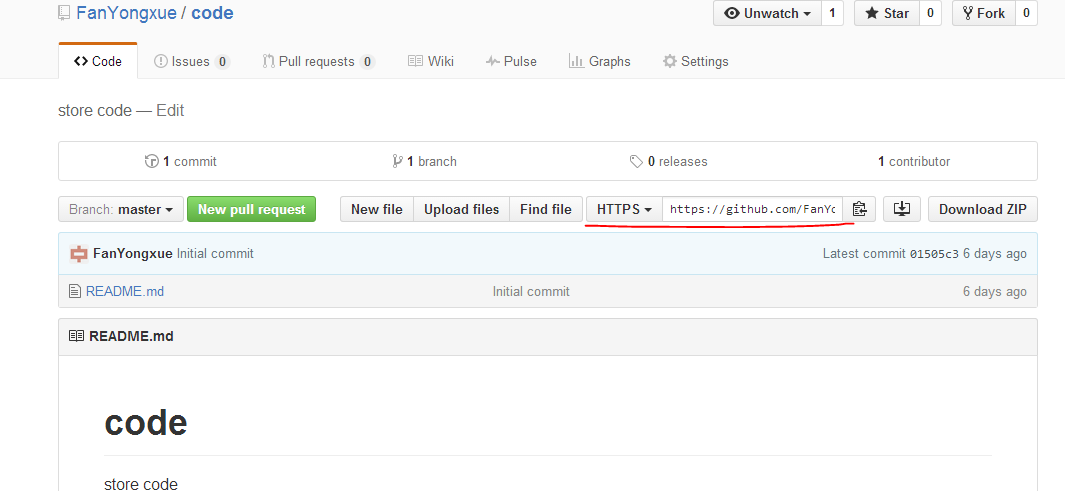 FanYongxue / code
Unwatch 1 Star 0 Fork 0
Code Issues 0 Pull requests 0 Wiki Pulse Graphs Settings
store code — Edit
1 commit 1 branch 0 releases 1 contributor
Branch: master New pull request New file Upload files Find file HTTPS https://github.com/FanYo Download ZIP
FanYongxue Initial commit Latest commit 01505c3 6 days ago
README.md Initial commit 6 days ago
README.md
code
store code